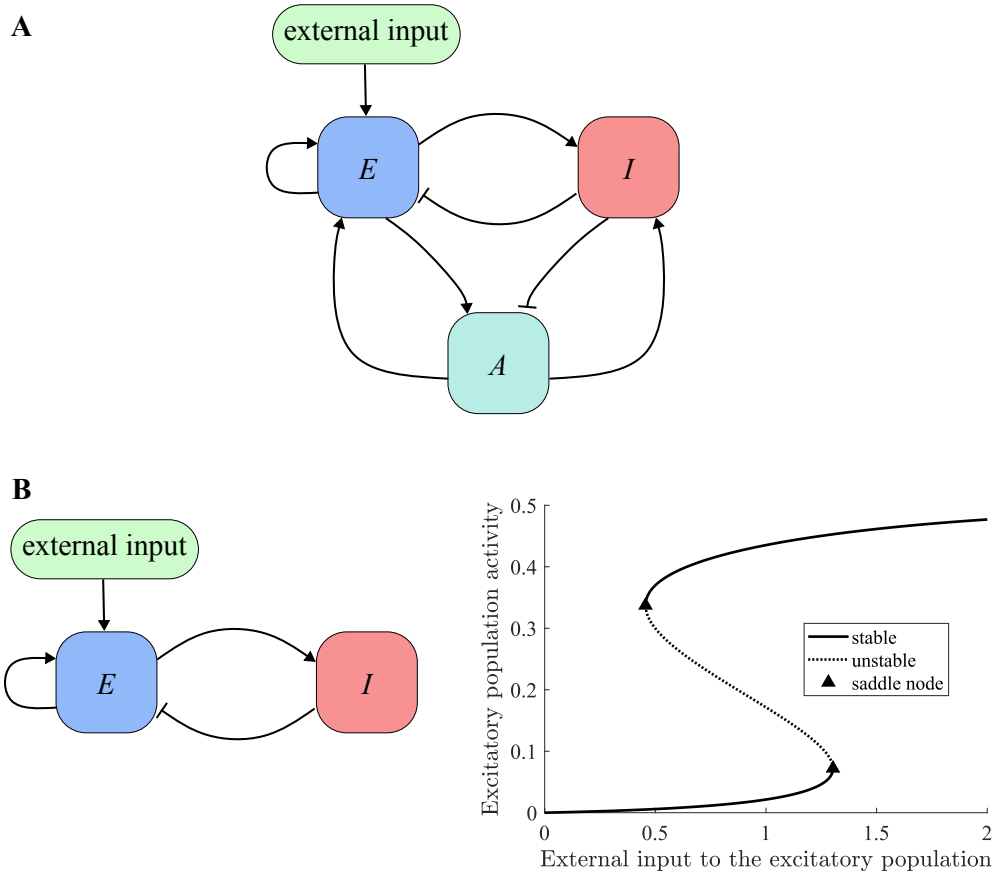 A
external input
E
I
A
B
external input
E
I
Excitatory population activity
0.5
0.4
0.3
0.2
0.1
0
stable
unstable
saddle node
0 0.5 1 1.5 2
External input to the excitatory population